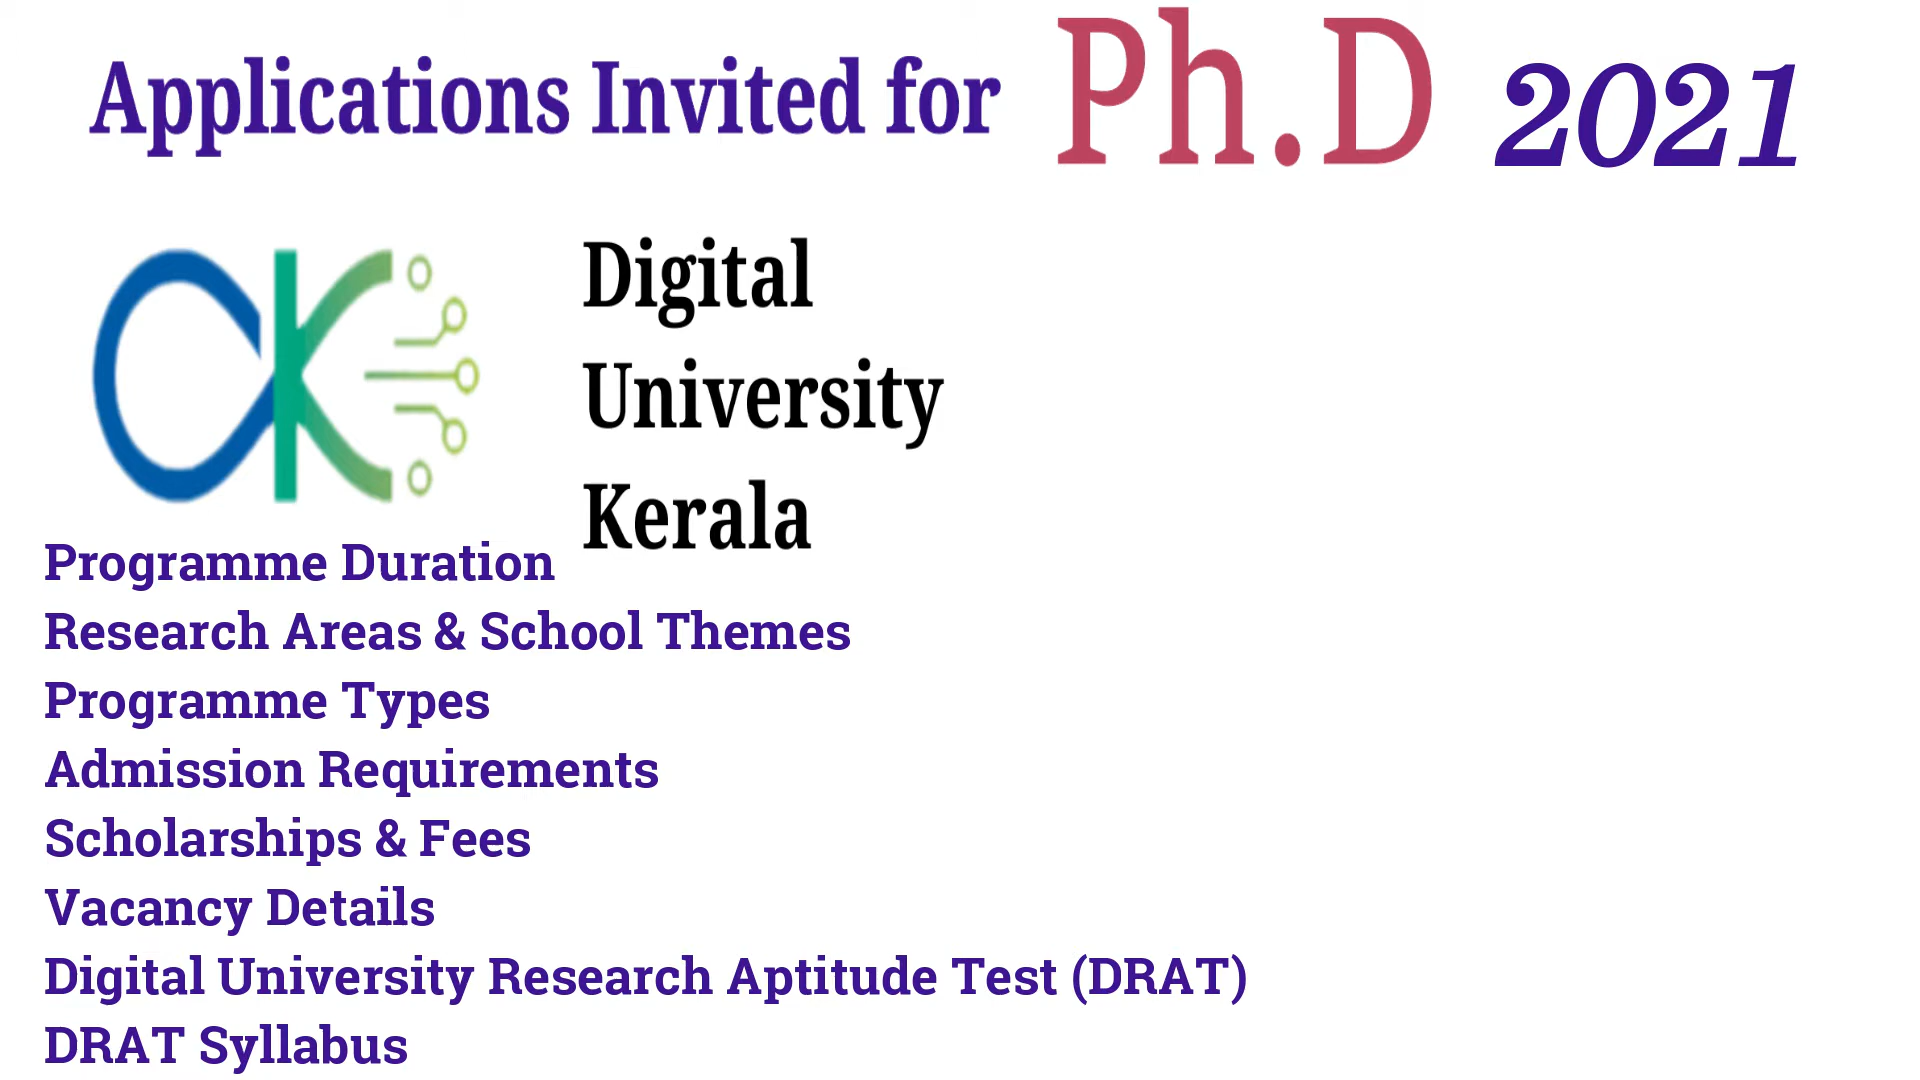 Applications Invited for Ph.D 2021
Digital
University
Kerala
Programme Duration
Research Areas & School Themes
Programme Types
Admission Requirements
Scholarships & Fees
Vacancy Details
Digital University Research Aptitude Test (DRAT)
DRAT Syllabus